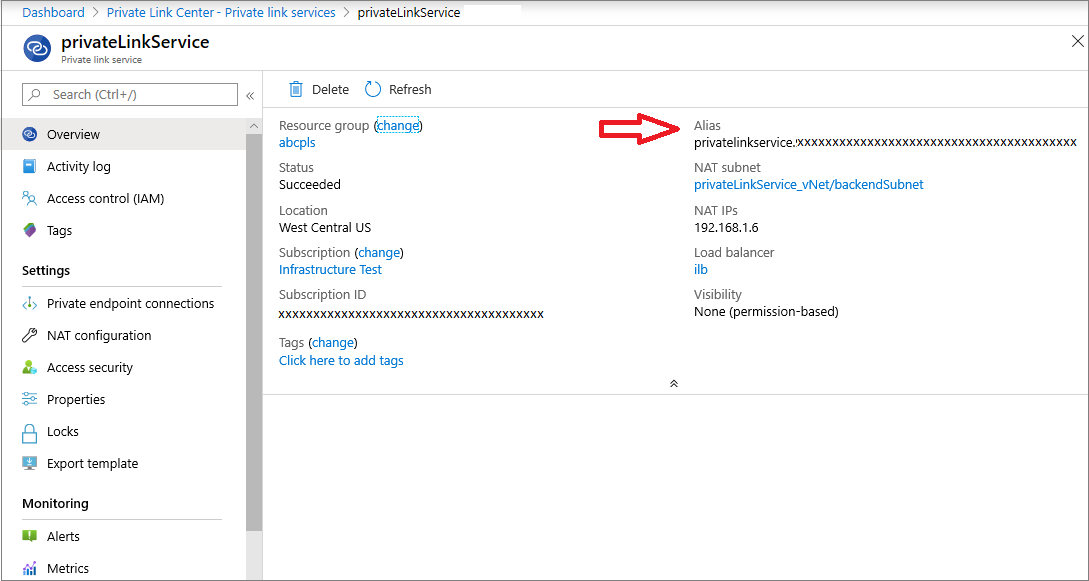 Dashboard > Private Link Center - Private link services > privateLinkService
privateLinkService
Private link service
Search (Ctrl+/)
«
Delete
Refresh
Overview
Activity log
Access control (IAM)
Tags
Settings
Private endpoint connections
NAT configuration
Access security
Properties
Locks
Export template
Monitoring
Alerts
Metrics
Resource group (change)
abcpls
Status
Succeeded
Location
West Central US
Subscription (change)
Infrastructure Test
Subscription ID
xxxxxxxxxxxxxxxxxxxxxxxxxxxxxxxxxxxxxx
Tags (change)
Click here to add tags
Alias
privatelinkservice.xxxxxxxxxxxxxxxxxxxxxxxxxxxxxxxxxxxxxxxx
NAT subnet
privateLinkService_vNet/backendSubnet
NAT IPs
192.168.1.6
Load balancer
ilb
Visibility
None (permission-based)